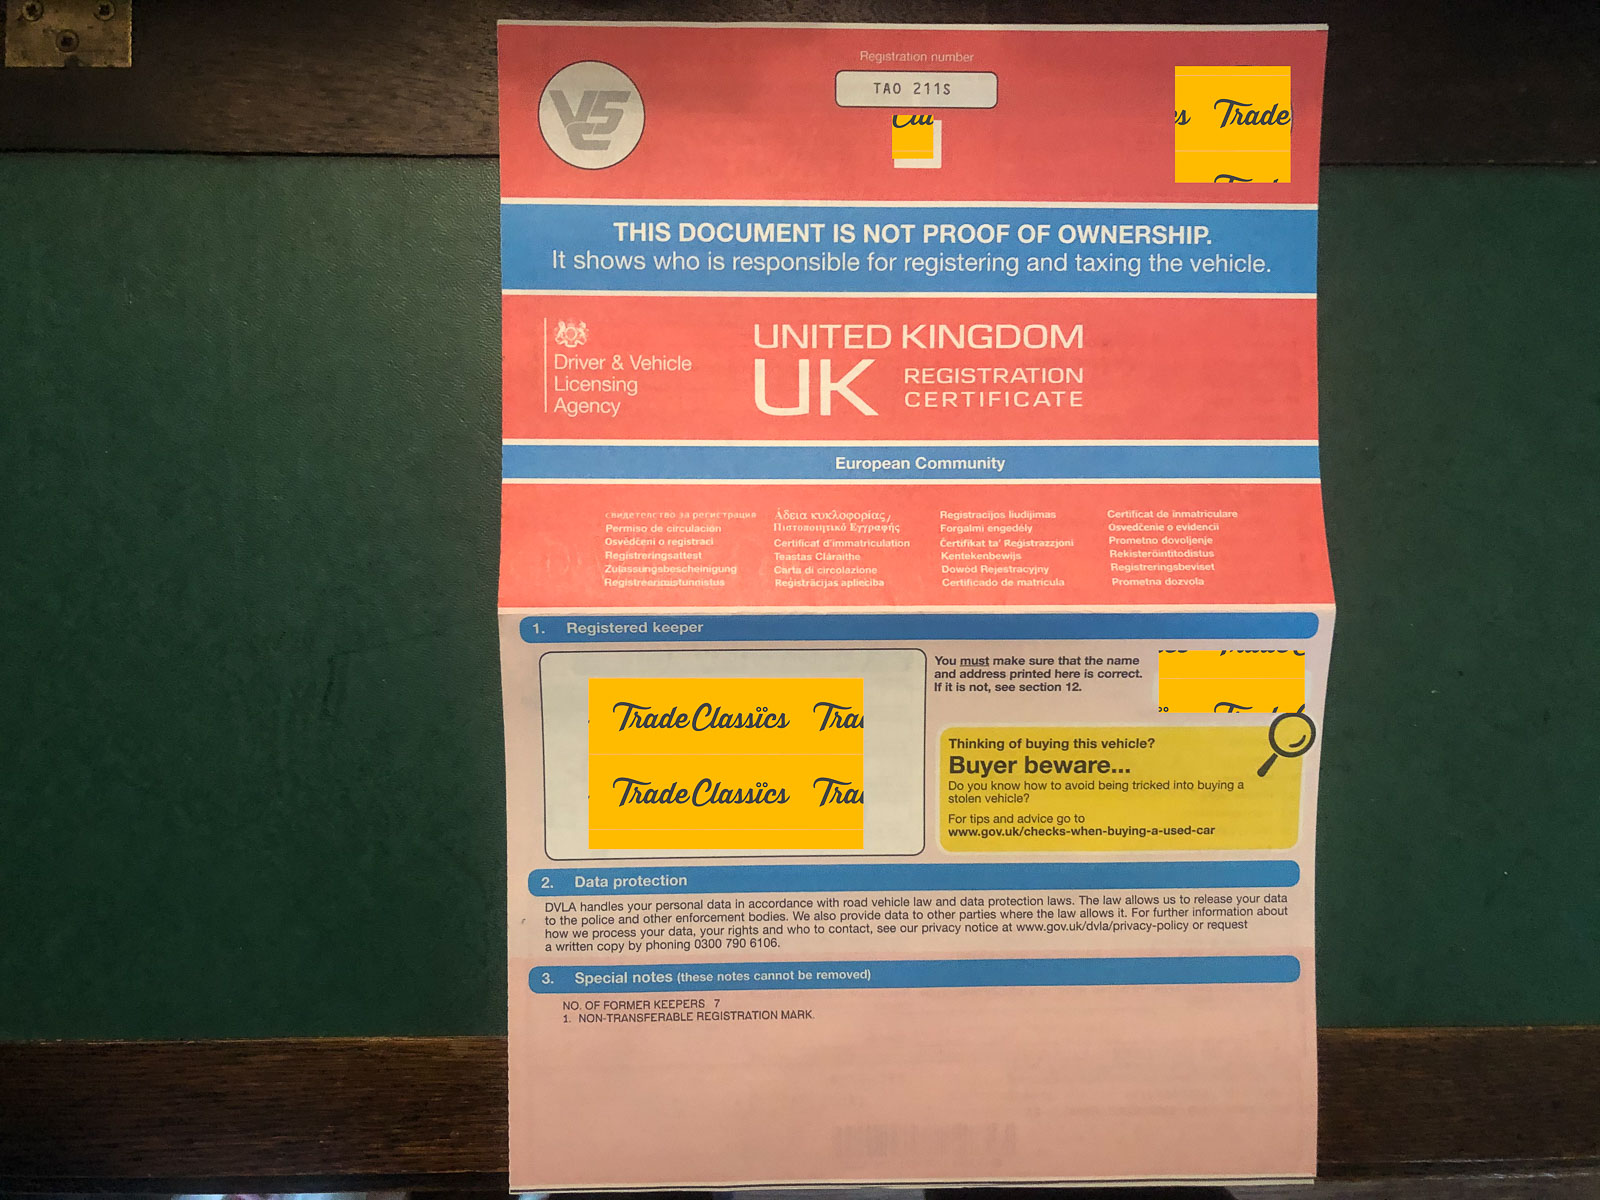 Registration number
V5C
TAO 211S
Cla
es Trade
THIS DOCUMENT IS NOT PROOF OF OWNERSHIP.
It shows who is responsible for registering and taxing the vehicle.
Driver & Vehicle
Licensing
Agency
UNITED KINGDOM
UK REGISTRATION
CERTIFICATE
European Community
свидетелство за регистрация
Permiso de circulación
Osvědčení o registraci
Registreringsattest
Zulassungsbescheinigung
Registreerimistunnistus
Άδεια κυκλοφορίας/
Πιστοποιητικό Εγγραφής
Certificat d'immatriculation
Teastas Cláraithe
Carta di circolazione
Reģistrācijas apliecība
Registracijos liudijimas
Forgalmi engedély
Ċertifikat ta' Reġistrazzjoni
Kentekenbewijs
Dowód Rejestracyjny
Certificado de matrícula
Certificat de inmatriculare
Osvedčenie o evidencii
Prometno dovoljenje
Rekisteröintitodistus
Registreringsbeviset
Prometna dozvola
1. Registered keeper
TradeClassics Trad
TradeClassics Trad
You must make sure that the name
and address printed here is correct.
If it is not, see section 12.
Thinking of buying this vehicle?
Buyer beware...
Do you know how to avoid being tricked into buying a
stolen vehicle?
For tips and advice go to
www.gov.uk/checks-when-buying-a-used-car
2. Data protection
DVLA handles your personal data in accordance with road vehicle law and data protection laws. The law allows us to release your data
to the police and other enforcement bodies. We also provide data to other parties where the law allows it. For further information about
how we process your data, your rights and who to contact, see our privacy notice at www.gov.uk/dvla/privacy-policy or request
a written copy by phoning 0300 790 6106.
3. Special notes (these notes cannot be removed)
NO. OF FORMER KEEPERS 7
1. NON-TRANSFERABLE REGISTRATION MARK.